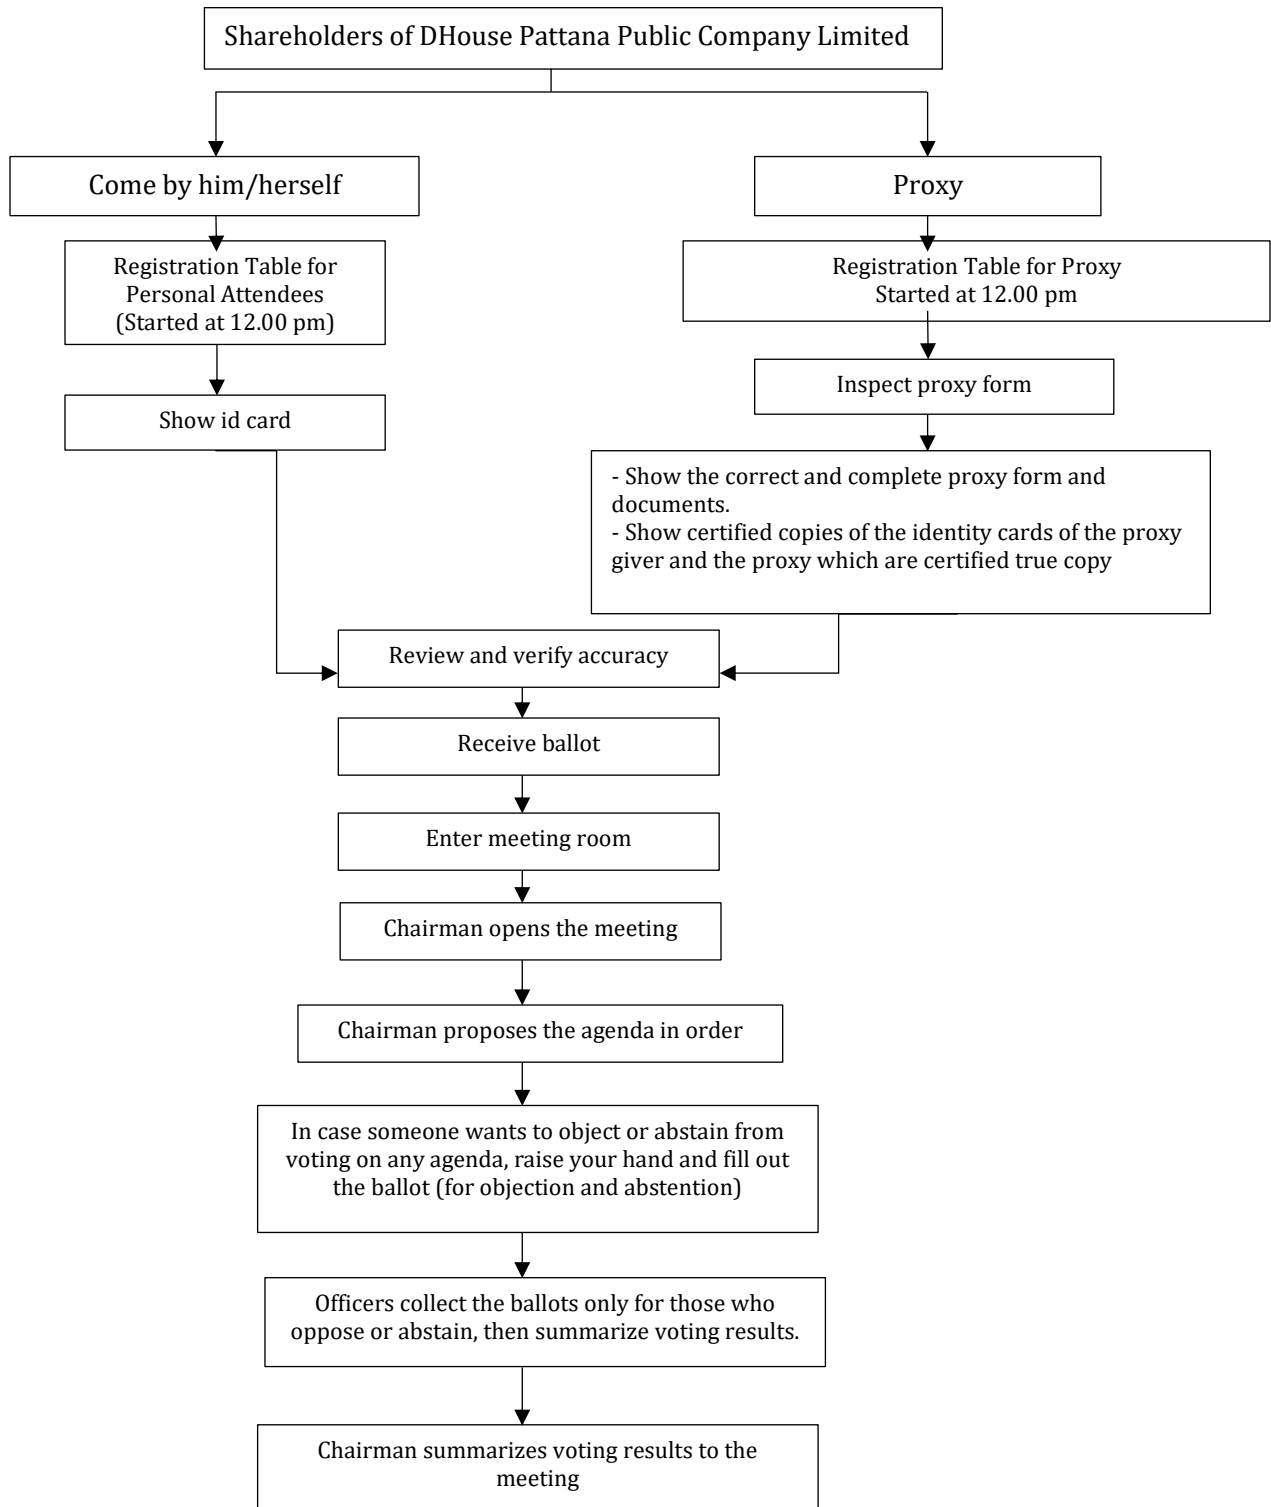 Shareholders of DHouse Pattana Public Company Limited
Come by him/herself
Proxy
Registration Table for
Personal Attendees
(Started at 12.00 pm)
Registration Table for Proxy
Started at 12.00 pm
Show id card
Inspect proxy form
- Show the correct and complete proxy form and
documents.
- Show certified copies of the identity cards of the proxy
giver and the proxy which are certified true copy
Review and verify accuracy
Receive ballot
Enter meeting room
Chairman opens the meeting
Chairman proposes the agenda in order
In case someone wants to object or abstain from
voting on any agenda, raise your hand and fill out
the ballot (for objection and abstention)
Officers collect the ballots only for those who
oppose or abstain, then summarize voting results.
Chairman summarizes voting results to the
meeting